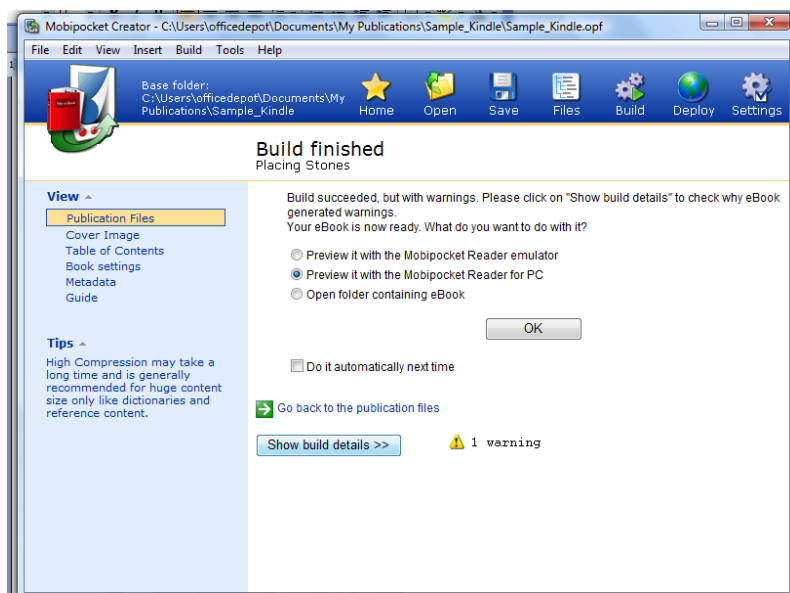 Mobipocket Creator - C:\Users\officedepot\Documents\My Publications\Sample_Kindle\Sample_Kindle.opf
File Edit View Insert Build Tools Help
Base folder:
C:\Users\officedepot\Documents\My
Publications\Sample_Kindle
Home Open Save Files Build Deploy Settings
Build finished
Placing Stones
View
Publication Files
Cover Image
Table of Contents
Book settings
Metadata
Guide
Tips
High Compression may take a
long time and is generally
recommended for huge content
size only like dictionaries and
reference content.
Build succeeded, but with warnings. Please click on "Show build details" to check why eBook
generated warnings.
Your eBook is now ready. What do you want to do with it?
Preview it with the Mobipocket Reader emulator
Preview it with the Mobipocket Reader for PC
Open folder containing eBook
OK
Do it automatically next time
Go back to the publication files
Show build details >>
1 warning